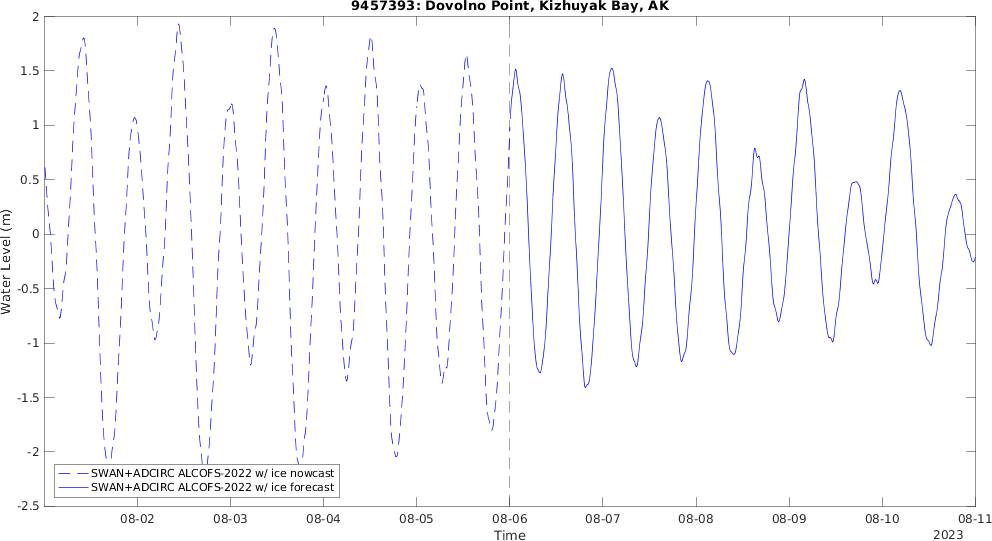 9457393: Dovolno Point, Kizhuyak Bay, AK
2
1.5
1
0.5
0
-0.5
-1
-1.5
-2
-2.5
Water Level (m)
SWAN+ADCIRC ALCOFS-2022 w/ ice nowcast
SWAN+ADCIRC ALCOFS-2022 w/ ice forecast
08-02 08-03 08-04 08-05 08-06 08-07 08-08 08-09 08-10 08-11
Time
2023